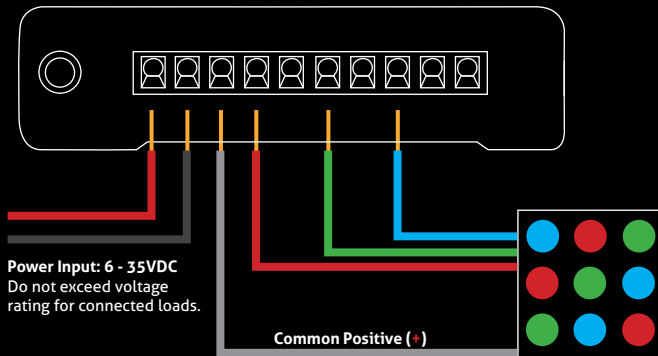 Power Input: 6 - 35VDC
Do not exceed voltage
rating for connected loads.
Common Positive (+)